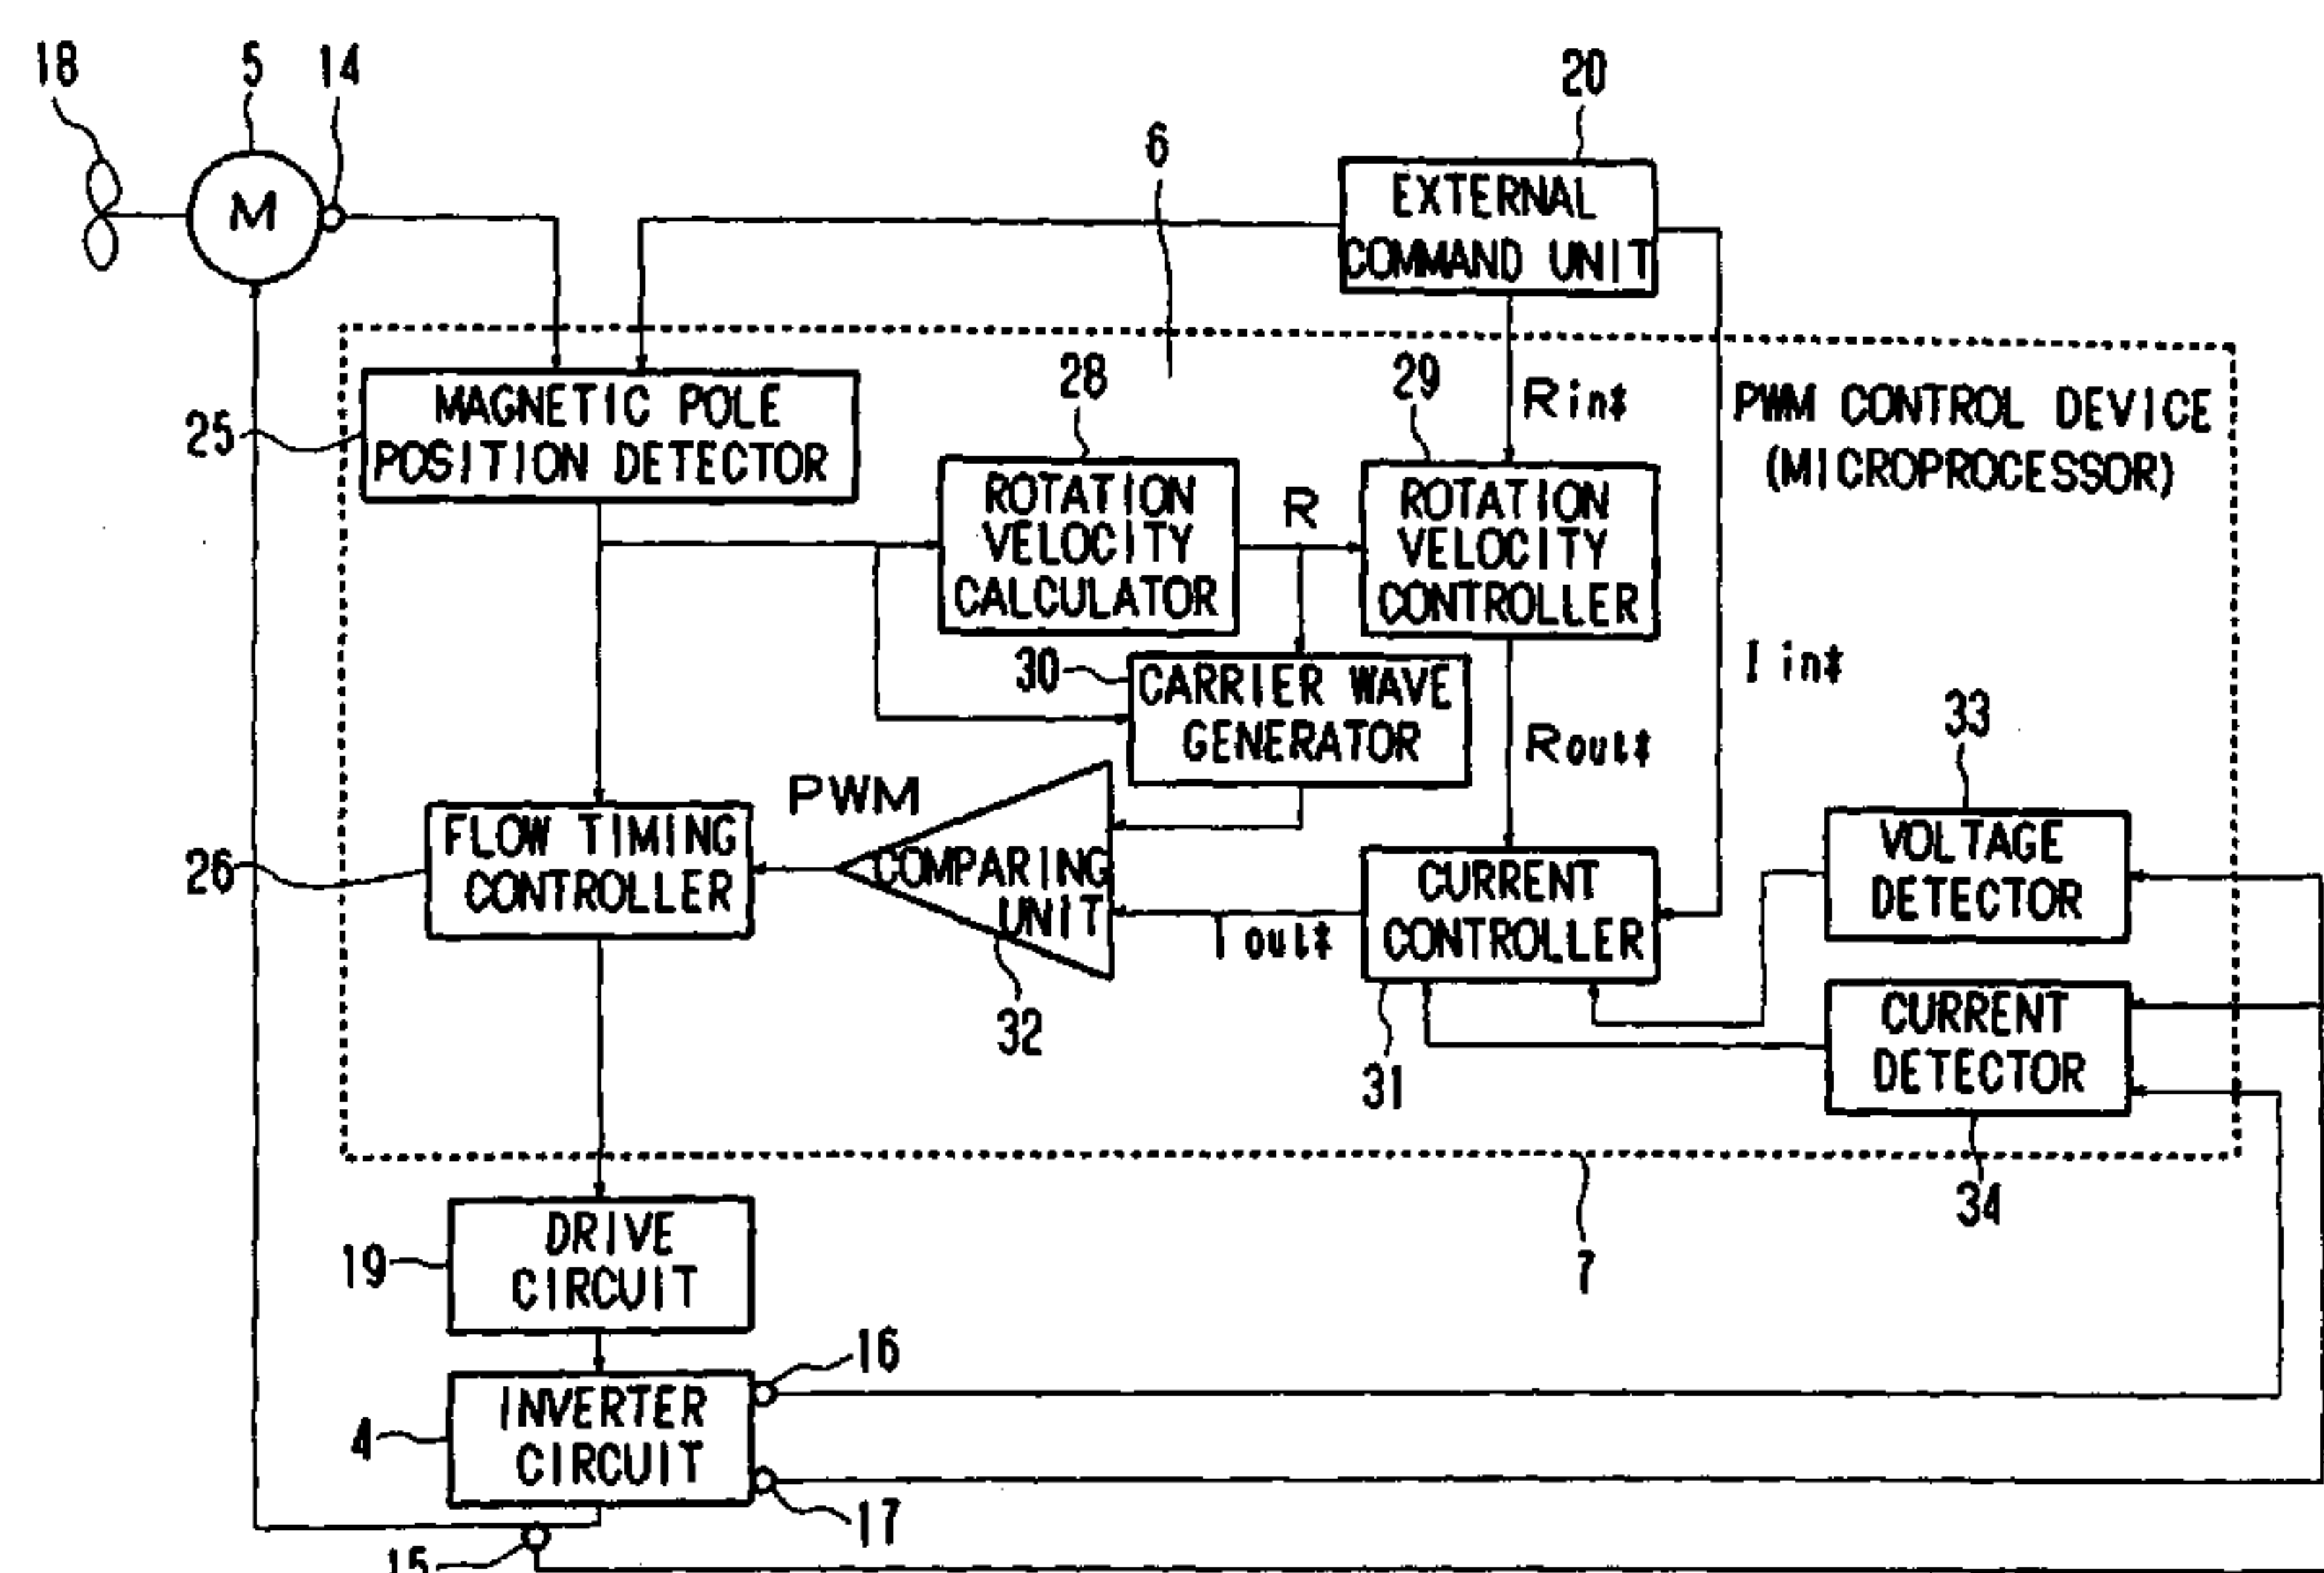 18
5
14
20
6
M
EXTERNAL
COMMAND UNIT
25
MAGNETIC POLE
POSITION DETECTOR
28
29
Rin*
PWM CONTROL DEVICE
(MICROPROCESSOR)
ROTATION
VELOCITY
CALCULATOR
R
ROTATION
VELOCITY
CONTROLLER
30
CARRIER WAVE
GENERATOR
I in*
Rout*
33
PWM
26
FLOW TIMING
CONTROLLER
COMPARING
UNIT
32
I out*
CURRENT
CONTROLLER
31
VOLTAGE
DETECTOR
CURRENT
DETECTOR
34
7
19
DRIVE
CIRCUIT
16
4
INVERTER
CIRCUIT
17
15